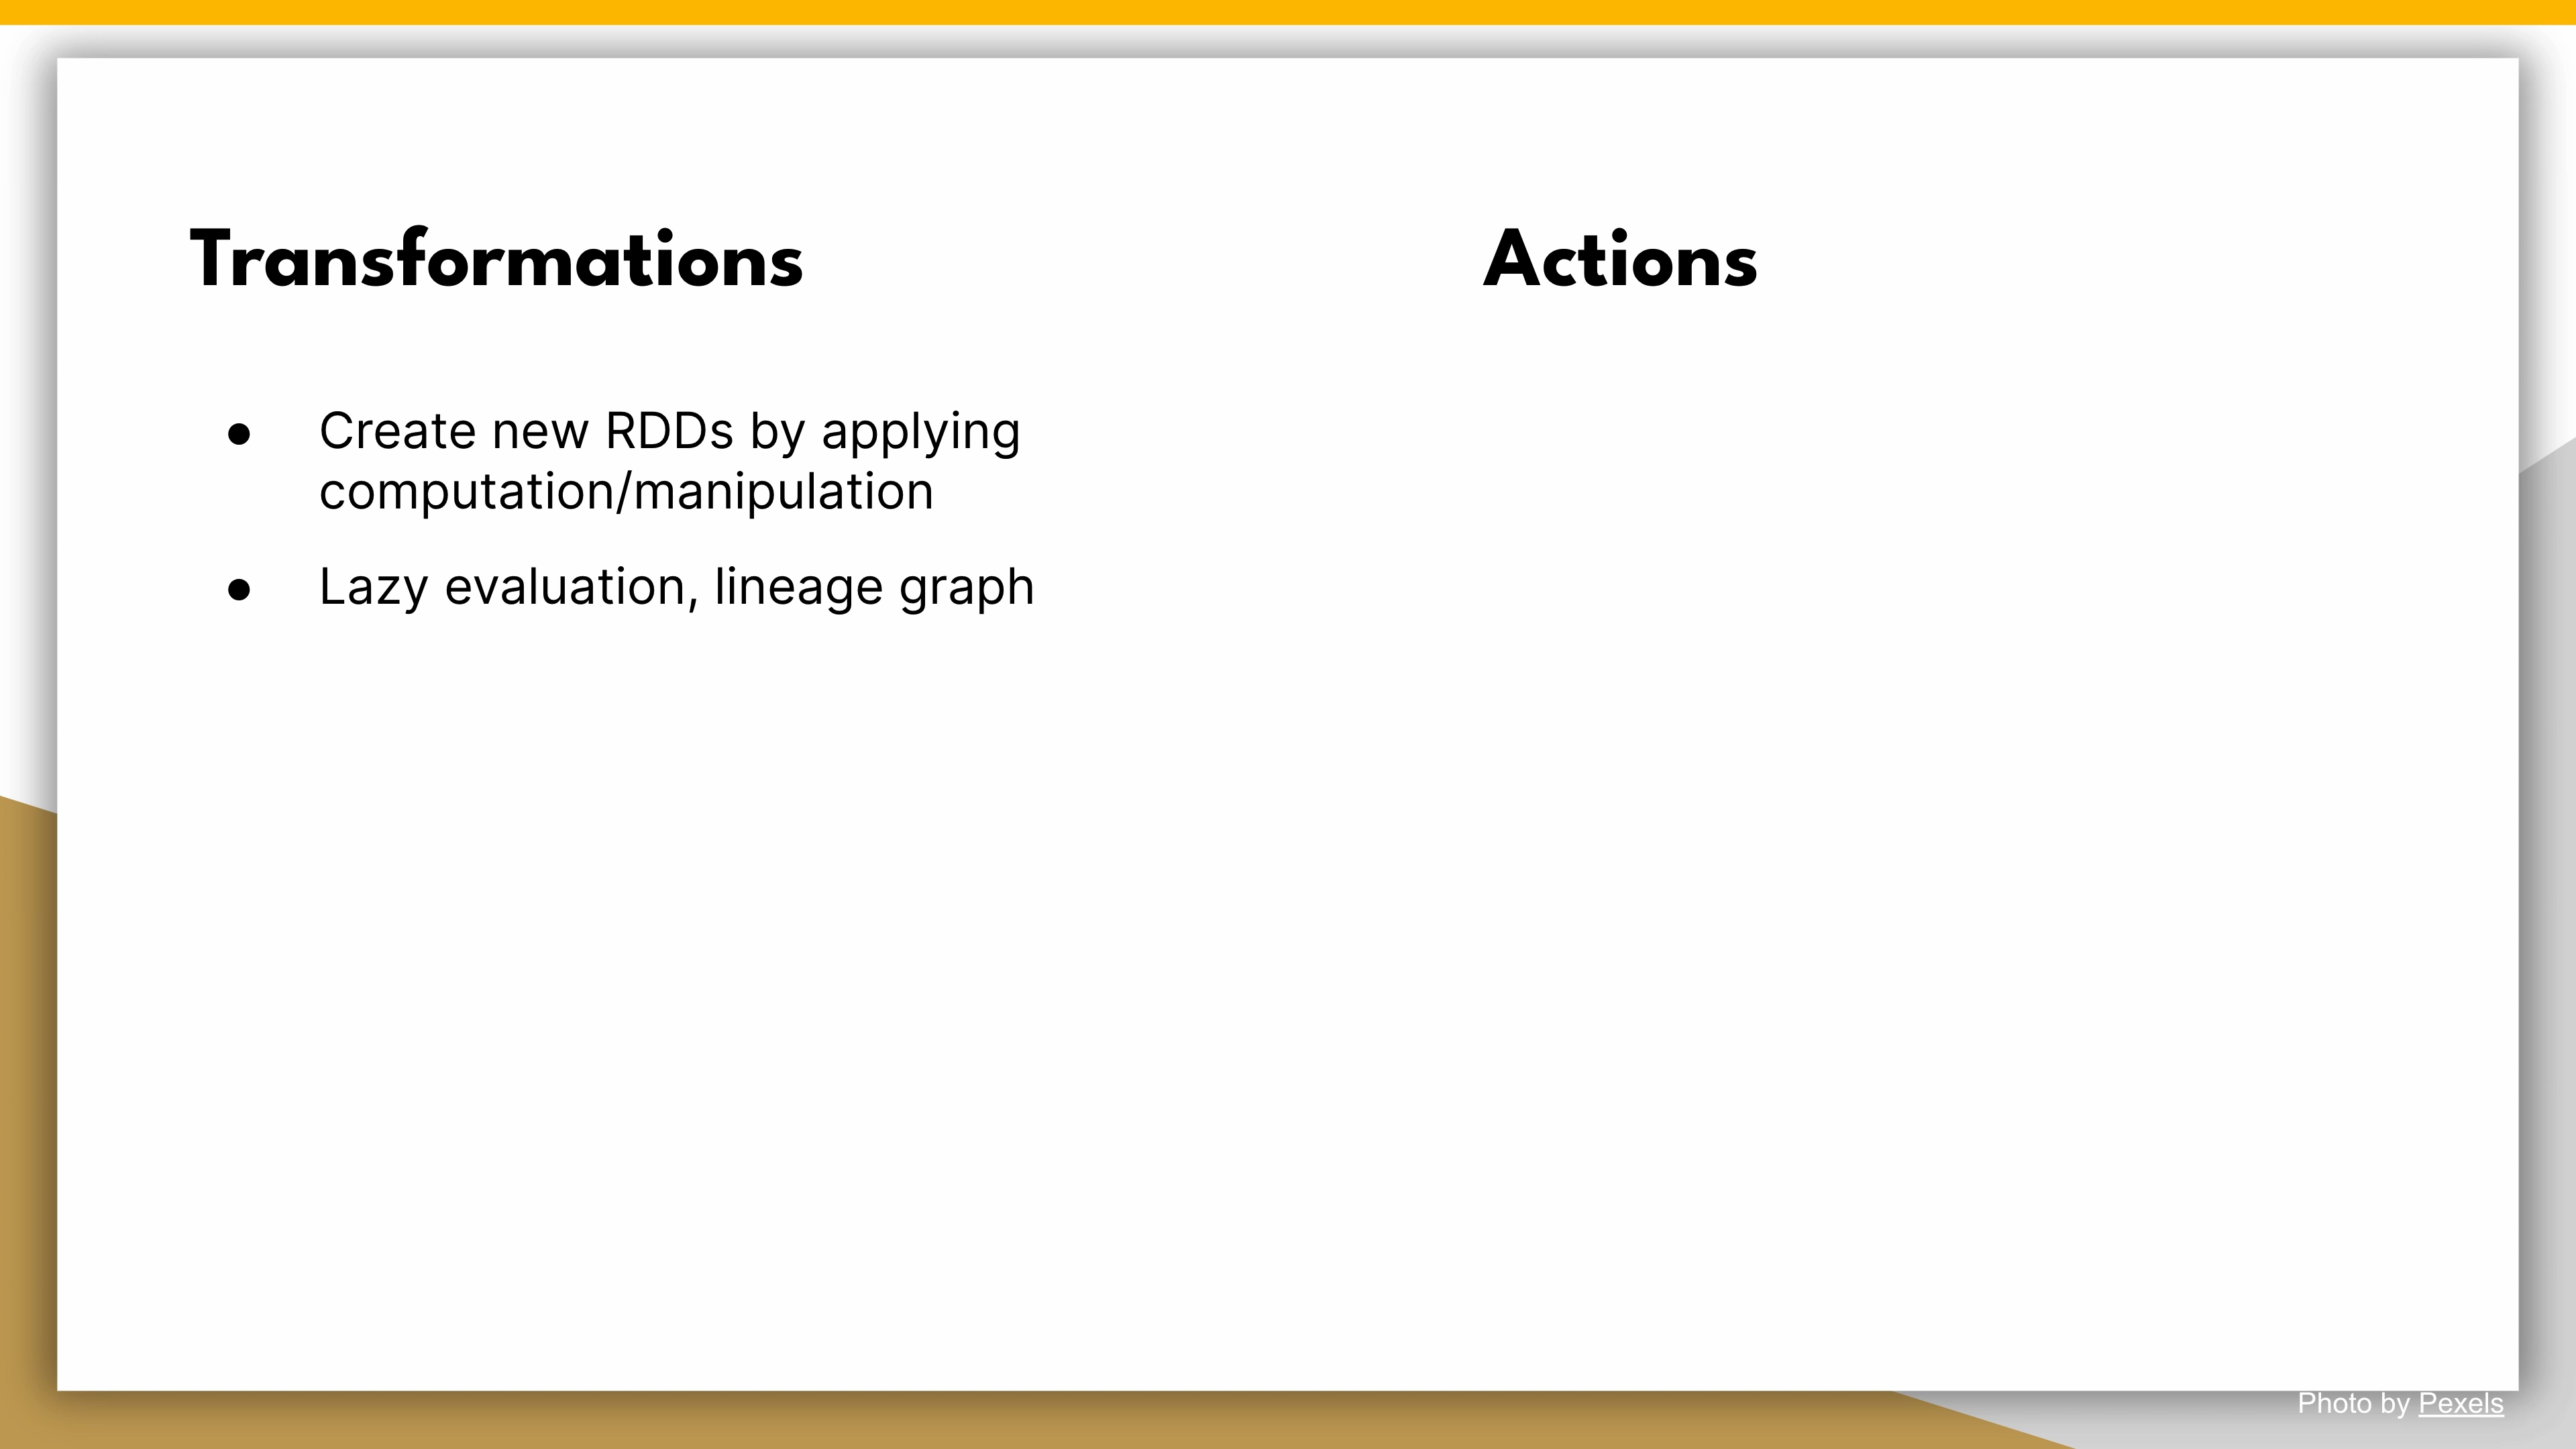 Transformations
Actions
● Create new RDDs by applying
computation/manipulation
● Lazy evaluation, lineage graph
Photo by Pexels